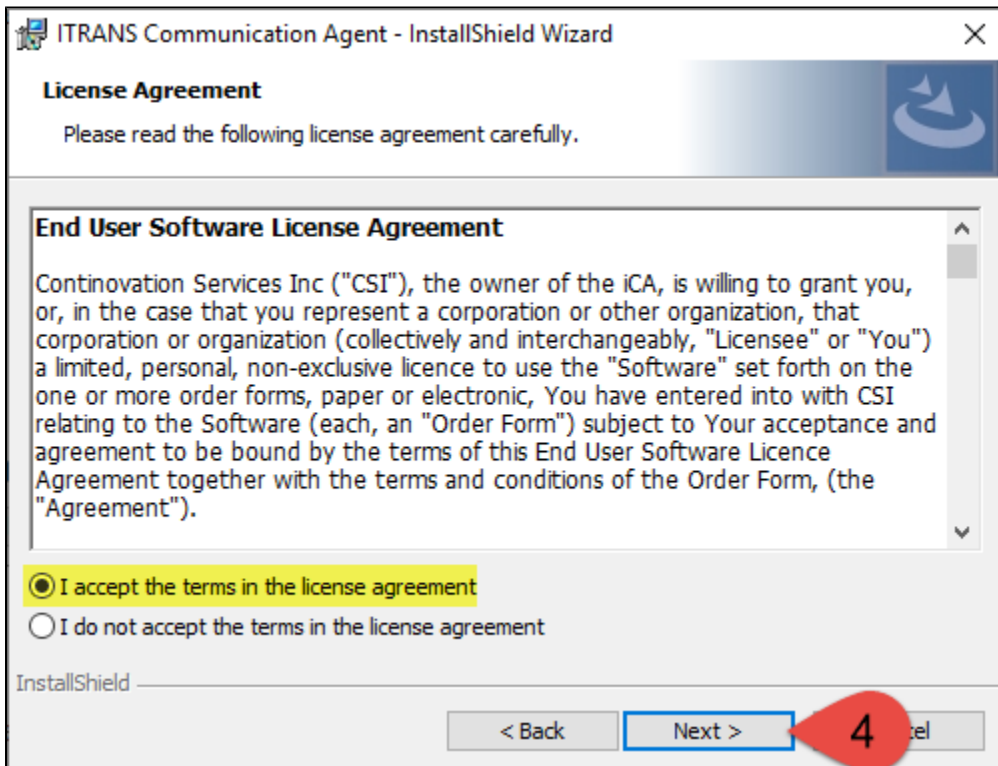 ITRANS Communication Agent - InstallShield Wizard
License Agreement
Please read the following license agreement carefully.
End User Software License Agreement
Continovation Services Inc ("CSI"), the owner of the iCA, is willing to grant you,
or, in the case that you represent a corporation or other organization, that
corporation or organization (collectively and interchangeably, "Licensee" or "You")
a limited, personal, non-exclusive licence to use the "Software" set forth on the
one or more order forms, paper or electronic, You have entered into with CSI
relating to the Software (each, an "Order Form") subject to Your acceptance and
agreement to be bound by the terms of this End User Software Licence
Agreement together with the terms and conditions of the Order Form, (the
"Agreement").
I accept the terms in the license agreement
I do not accept the terms in the license agreement
InstallShield
< Back Next > 4